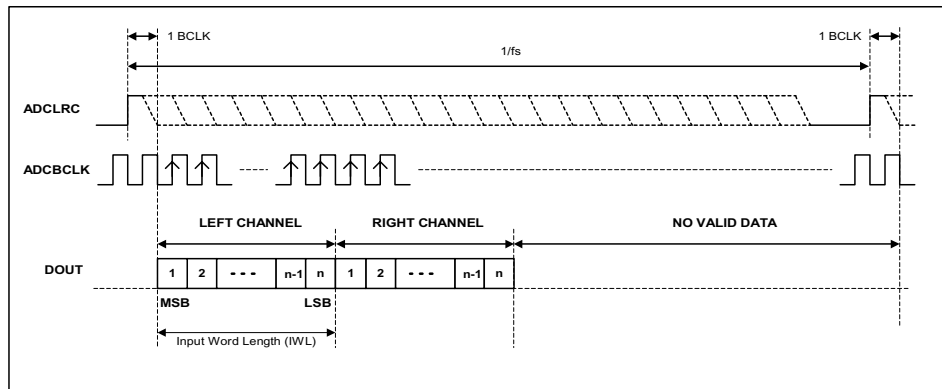 1 BCLK
1 BCLK
1/fs
ADCLRC
ADCBCLK
LEFT CHANNEL
RIGHT CHANNEL
NO VALID DATA
DOUT
1 2 - - - n-1 n 1 2 - - - n-1 n
MSB
LSB
Input Word Length (IWL)